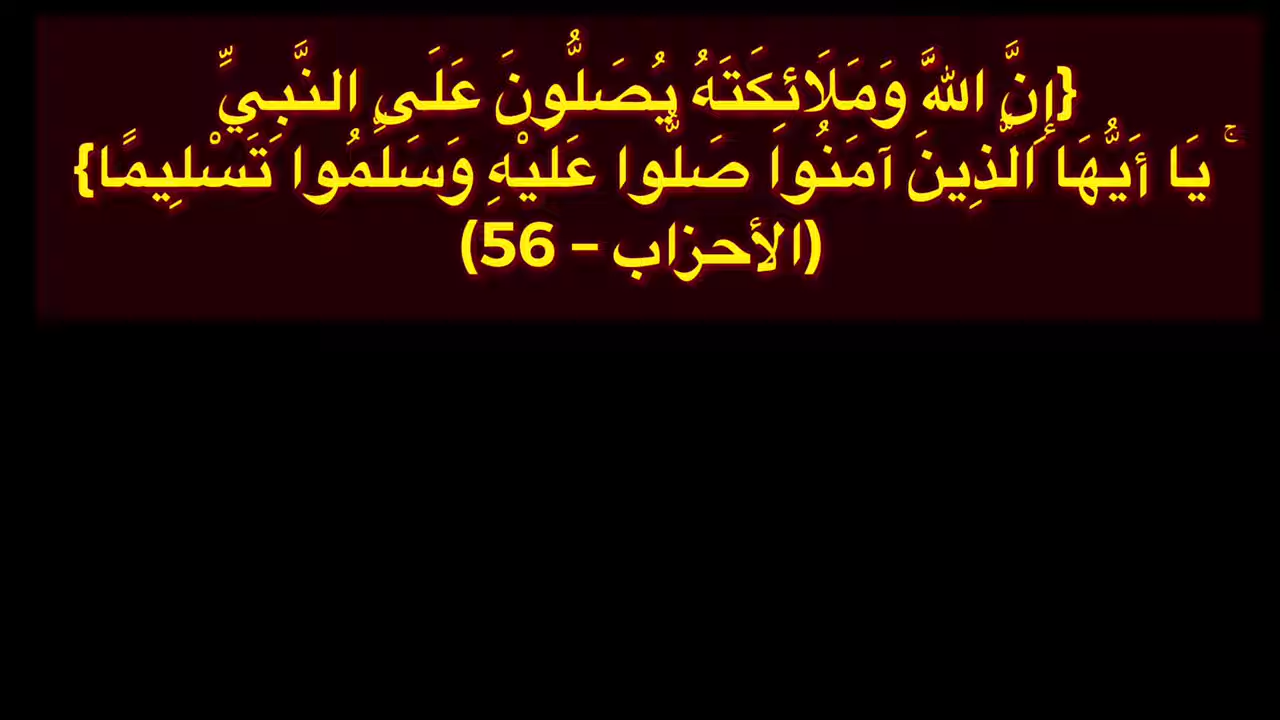 {إِنَّ اللَّهَ وَمَلَائِكَتَهُ يُصَلُّونَ عَلَى النَّبِيِّ
ۚ يَا أَيُّهَا الَّذِينَ آمَنُوا صَلُّوا عَلَيْهِ وَسَلِّمُوا تَسْلِيمًا}
(الأحزاب – 56)